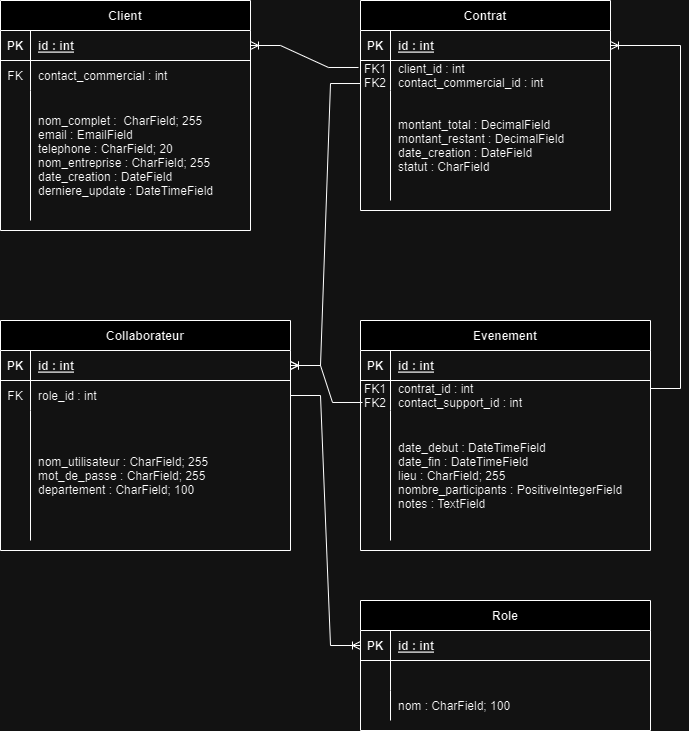 Client
PK id : int
FK contact_commercial : int
nom_complet : CharField; 255
email : EmailField
telephone : CharField; 20
nom_entreprise : CharField; 255
date_creation : DateField
derniere_update : DateTimeField
Contrat
PK id : int
FK1 client_id : int
FK2 contact_commercial_id : int
montant_total : DecimalField
montant_restant : DecimalField
date_creation : DateField
statut : CharField
Collaborateur
PK id : int
FK role_id : int
nom_utilisateur : CharField; 255
mot_de_passe : CharField; 255
departement : CharField; 100
Evenement
PK id : int
FK1 contrat_id : int
FK2 contact_support_id : int
date_debut : DateTimeField
date_fin : DateTimeField
lieu : CharField; 255
nombre_participants : PositiveIntegerField
notes : TextField
Role
PK id : int
nom : CharField; 100